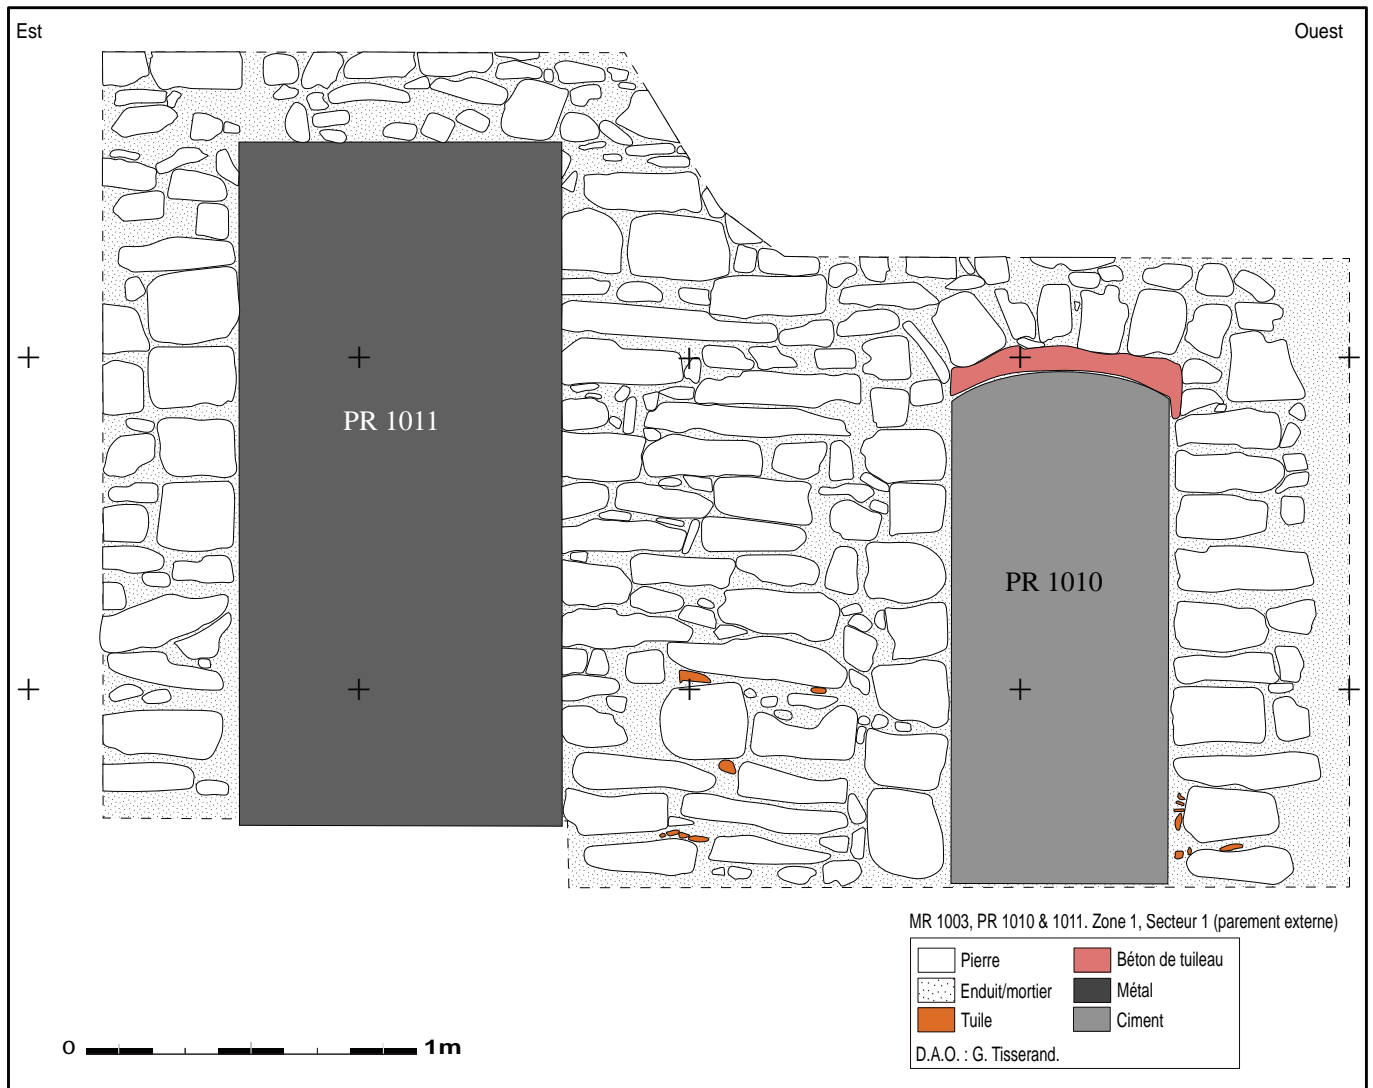 Est
Ouest
PR 1011
PR 1010
MR 1003, PR 1010 & 1011. Zone 1, Secteur 1 (parement externe)
Pierre
Béton de tuileau
Enduit/mortier
Métal
Tuile
Ciment
D.A.O. : G. Tisserand.
0 1m